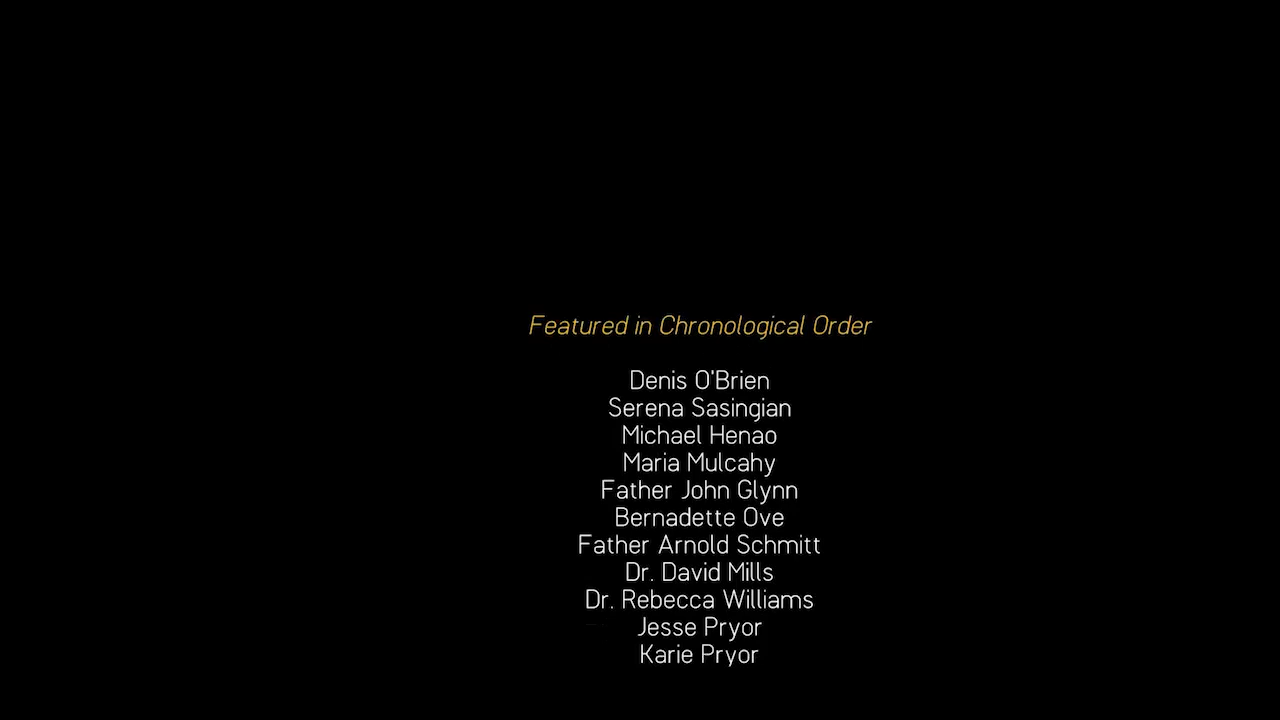 Featured in Chronological Order
Denis O'Brien
Serena Sasingian
Michael Henao
Maria Mulcahy
Father John Glynn
Bernadette Ove
Father Arnold Schmitt
Dr. David Mills
Dr. Rebecca Williams
Jesse Pryor
Karie Pryor